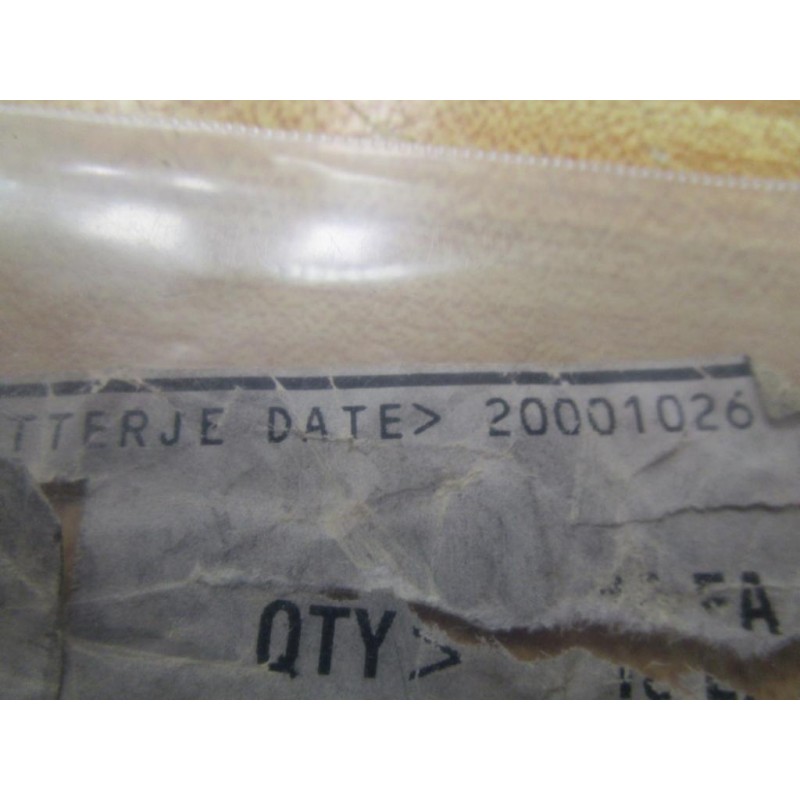 TTERJE DATE> 20001026
QTY> EA